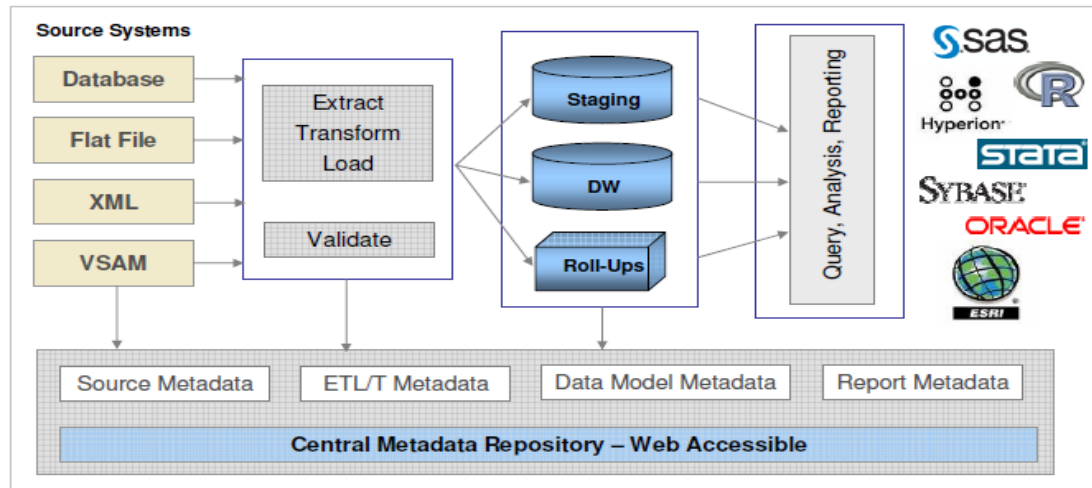 Source Systems
Database
Flat File
XML
VSAM
Extract
Transform
Load
Validate
Staging
DW
Roll-Ups
Query, Analysis, Reporting
sas
Hyperion
R
STATA
SYBASE
ORACLE
ESRI
Source Metadata
ETL/T Metadata
Data Model Metadata
Report Metadata
Central Metadata Repository – Web Accessible